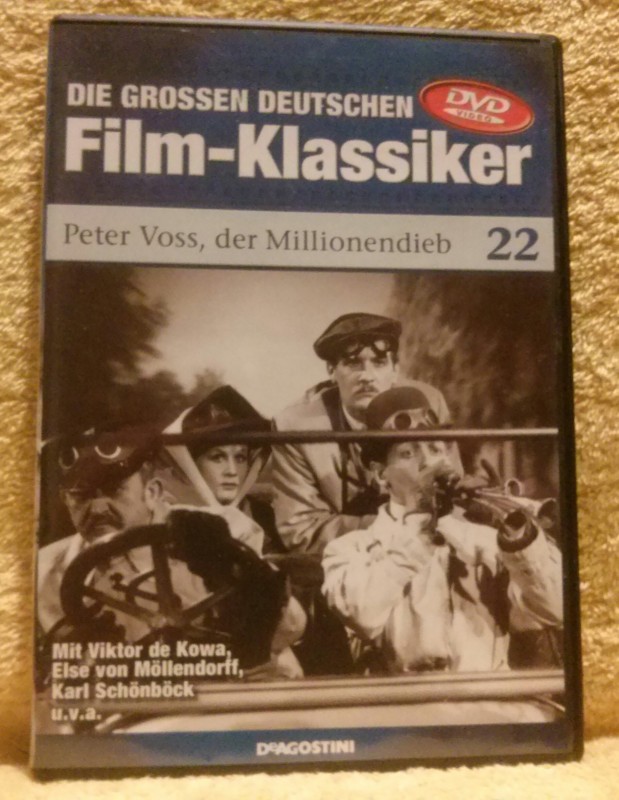 DIE GROSSEN DEUTSCHEN
DVD
VIDEO
Film-Klassiker
Peter Voss, der Millionendieb 22
Mit Viktor de Kowa,
Else von Möllendorff,
Karl Schönböck
u.v.a.
DeAGOSTINI